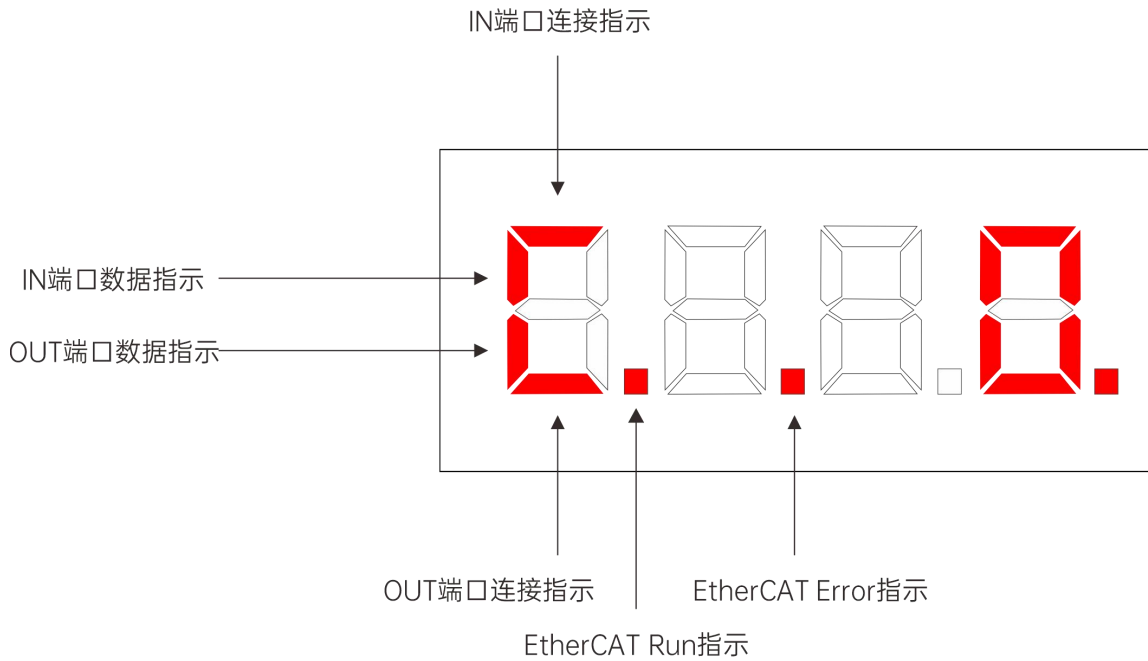 IN端口连接指示
IN端口数据指示
OUT端口数据指示
OUT端口连接指示
EtherCAT Error指示
EtherCAT Run指示